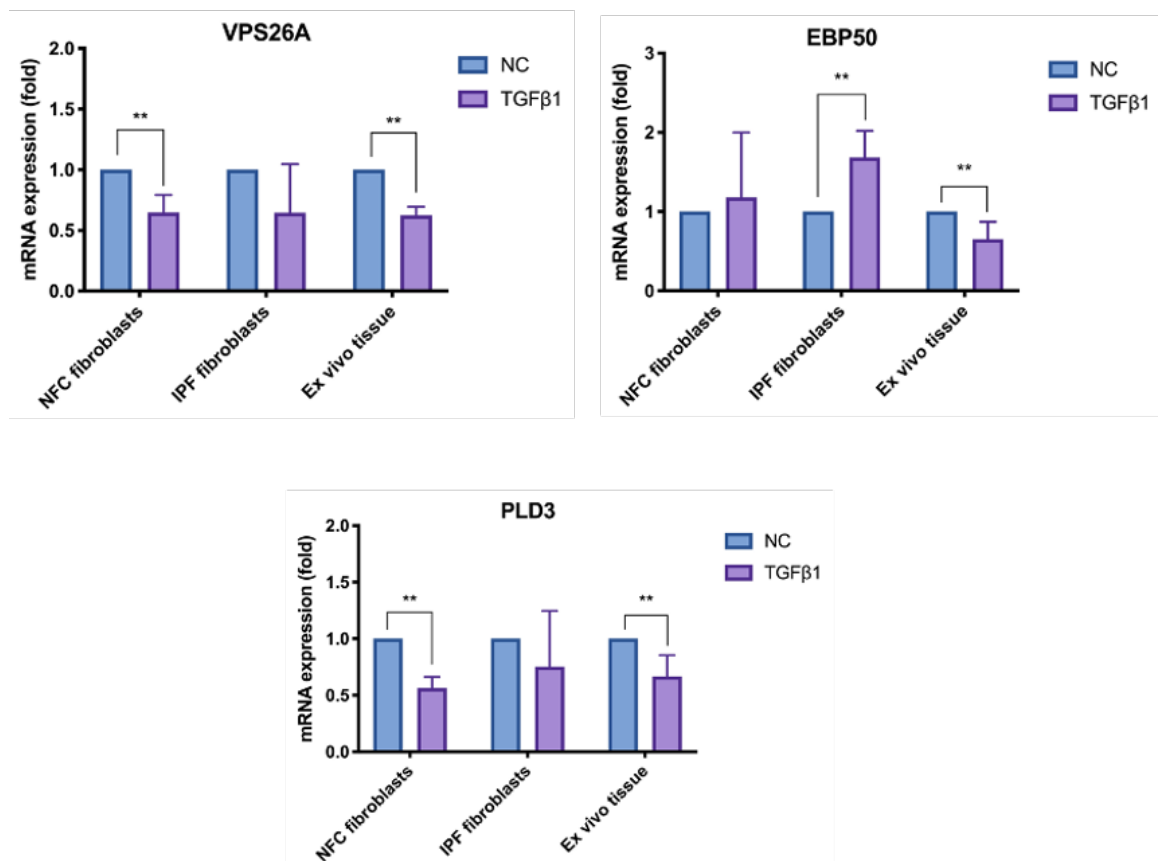 VPS26A
mRNA expression (fold)
2.0
1.5
1.0
0.5
0.0
**
**
NC
TGFβ1
NFC fibroblasts
IPF fibroblasts
Ex vivo tissue
EBP50
mRNA expression (fold)
3
2
1
0
**
**
NC
TGFβ1
NFC fibroblasts
IPF fibroblasts
Ex vivo tissue
PLD3
mRNA expression (fold)
2.0
1.5
1.0
0.5
0.0
**
**
NC
TGFβ1
NFC fibroblasts
IPF fibroblasts
Ex vivo tissue